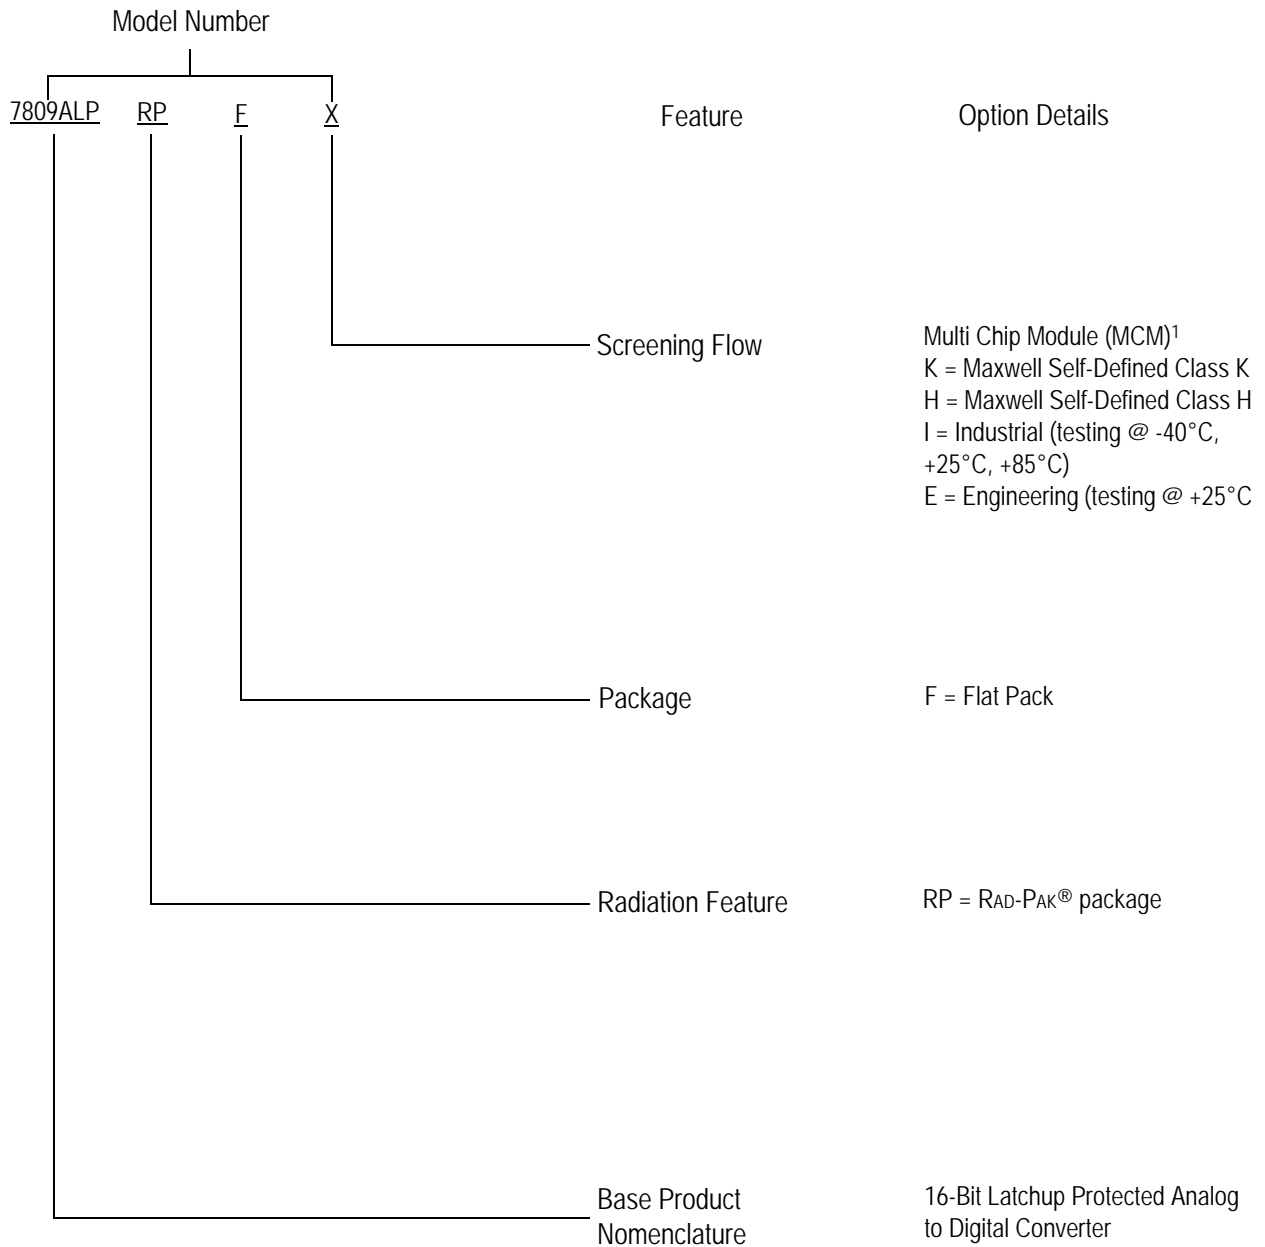 Model Number
7809ALP RP F X Feature Option Details
Screening Flow
Multi Chip Module (MCM)1
K = Maxwell Self-Defined Class K
H = Maxwell Self-Defined Class H
I = Industrial (testing @ -40°C,
+25°C, +85°C)
E = Engineering (testing @ +25°C
Package
F = Flat Pack
Radiation Feature
RP = RAD-PAK® package
Base Product
Nomenclature
16-Bit Latchup Protected Analog
to Digital Converter